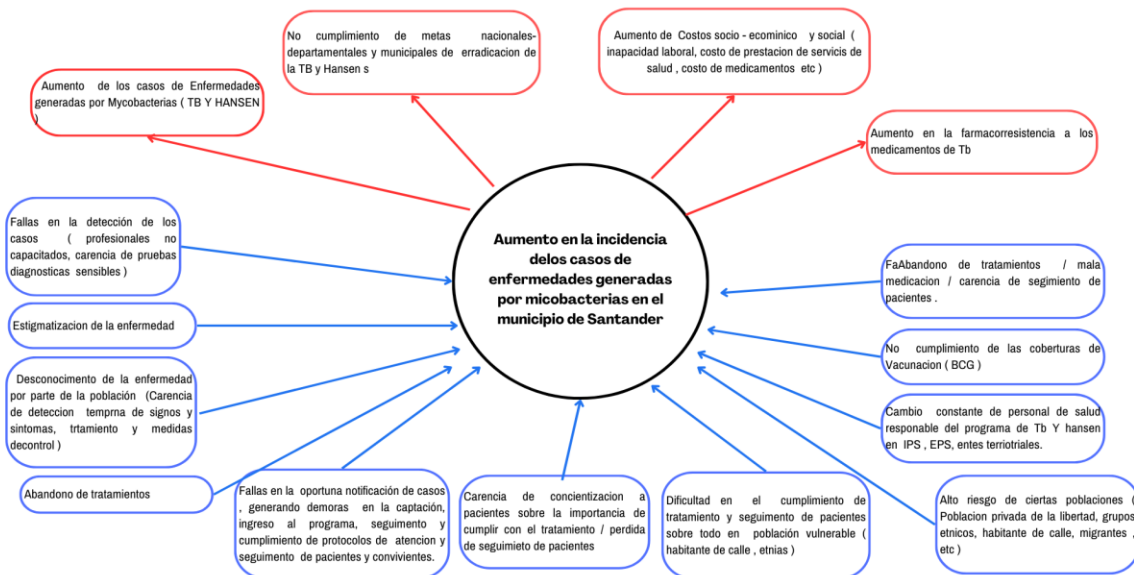 No cumplimiento de metas nacionales-
departamentales y municipales de erradicacion de
la TB y Hansen s
Aumento de Costos socio - ecominico y social (
inapacidad laboral, costo de prestacion de servicis de
salud , costo de medicamentos etc )
Aumento de los casos de Enfermedades
generadas por Mycobacterias ( TB Y HANSEN
)
Aumento en la farmacorresistencia a los
medicamentos de Tb
Fallas en la detección de los
casos ( profesionales no
capacitados, carencia de pruebas
diagnosticas sensibles )
Aumento en la incidencia
delos casos de
enfermedades generadas
por micobacterias en el
municipio de Santander
FaAbandono de tratamientos / mala
medicacion / carencia de segimiento de
pacientes .
Estigmatizacion de la enfermedad
No cumplimiento de las coberturas de
Vacunacion ( BCG )
Desconocimiento de la enfermedad
por parte de la población (Carencia
de deteccion temprna de signos y
sintomas, trtamiento y medidas
decontrol )
Cambio constante de personal de salud
responable del programa de Tb Y hansen
en IPS , EPS, entes terriotriales.
Abandono de tratamientos
Fallas en la oportuna notificación de casos
, generando demoras en la captación,
ingreso al programa, seguimiento y
cumplimiento de protocolos de atencion y
seguimento de pacientes y convivientes.
Carencia de concientizacion a
pacientes sobre la importancia de
cumplir con el tratamiento / perdida
de seguimieto de pacientes
Dificultad en el cumplimiento de
tratamiento y seguimento de pacientes
sobre todo en población vulnerable (
habitante de calle , etnias )
Alto riesgo de ciertas poblaciones (
Poblacion privada de la libertad, grupos
etnicos, habitante de calle, migrantes ,
etc )